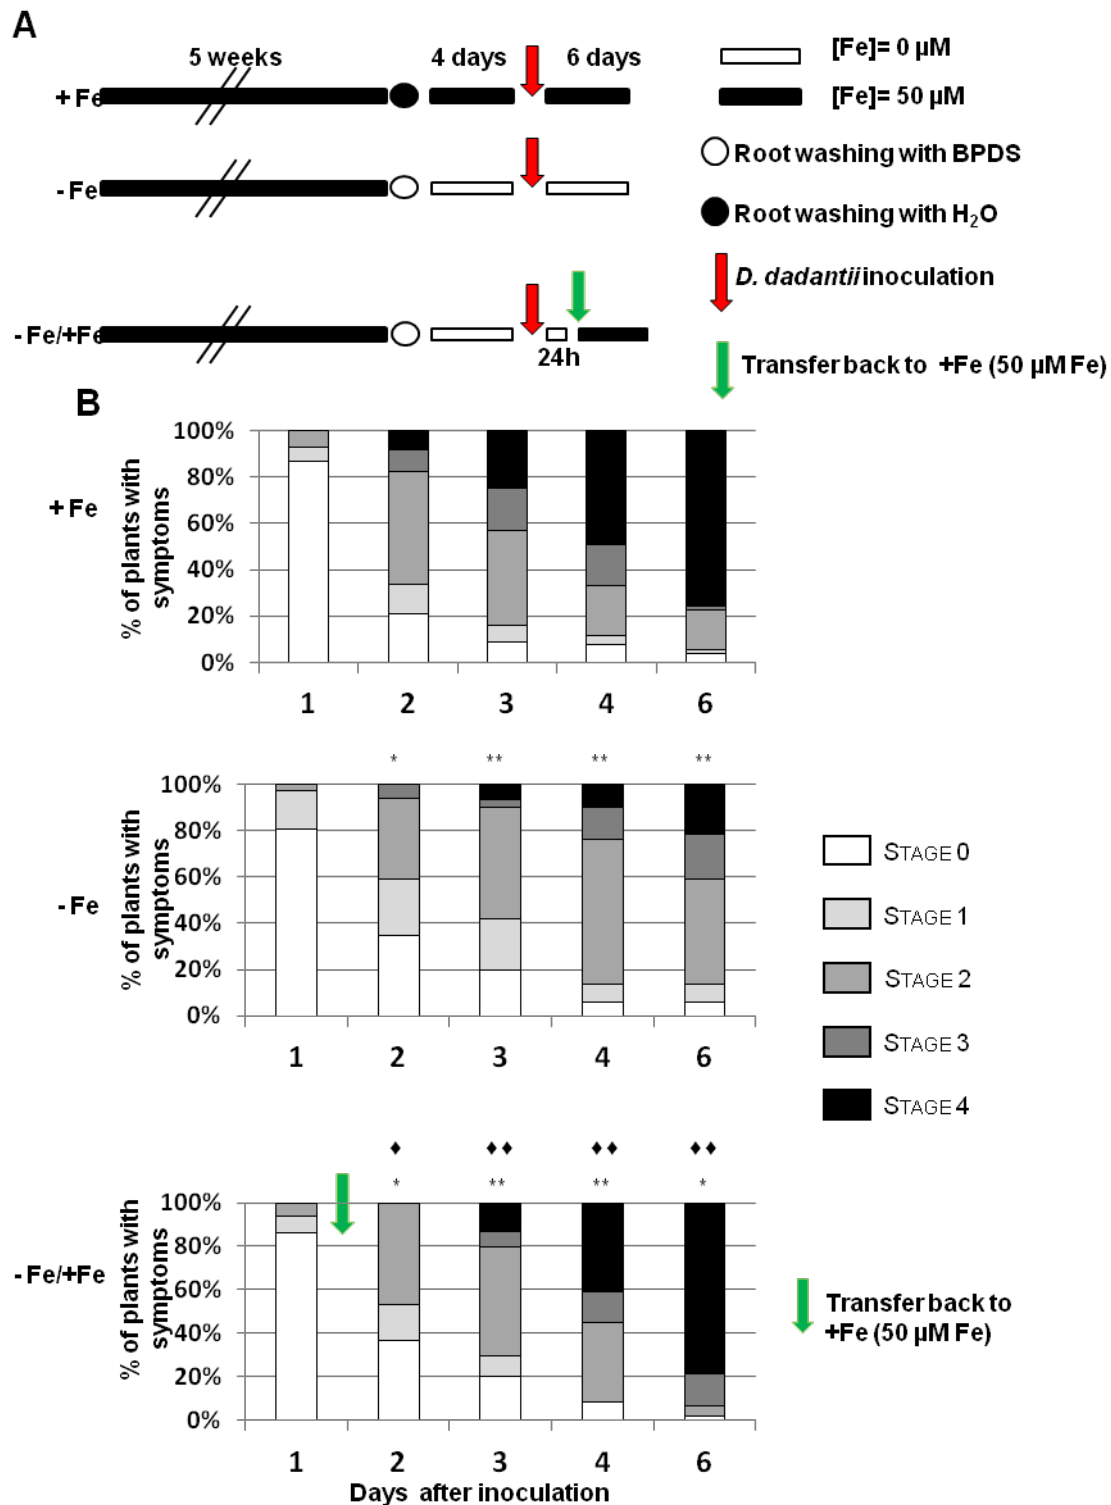 A
5 weeks
4 days
6 days
[Fe]= 0 µM
+ Fe
[Fe]= 50 µM
Root washing with BPDS
- Fe
Root washing with H₂O
D. dadantii inoculation
- Fe/+Fe
24h
Transfer back to +Fe (50 µM Fe)
B
+ Fe
% of plants with
symptoms
100%
80%
60%
40%
20%
0%
1 2 3 4 6
* ** ** **
- Fe
% of plants with
symptoms
100%
80%
60%
40%
20%
0%
1 2 3 4 6
STAGE 0
STAGE 1
STAGE 2
STAGE 3
STAGE 4
♦ ♦♦ ♦♦ ♦♦
* ** ** *
- Fe/+Fe
% of plants with
symptoms
100%
80%
60%
40%
20%
0%
1 2 3 4 6
Days after inoculation
Transfer back to
+Fe (50 µM Fe)